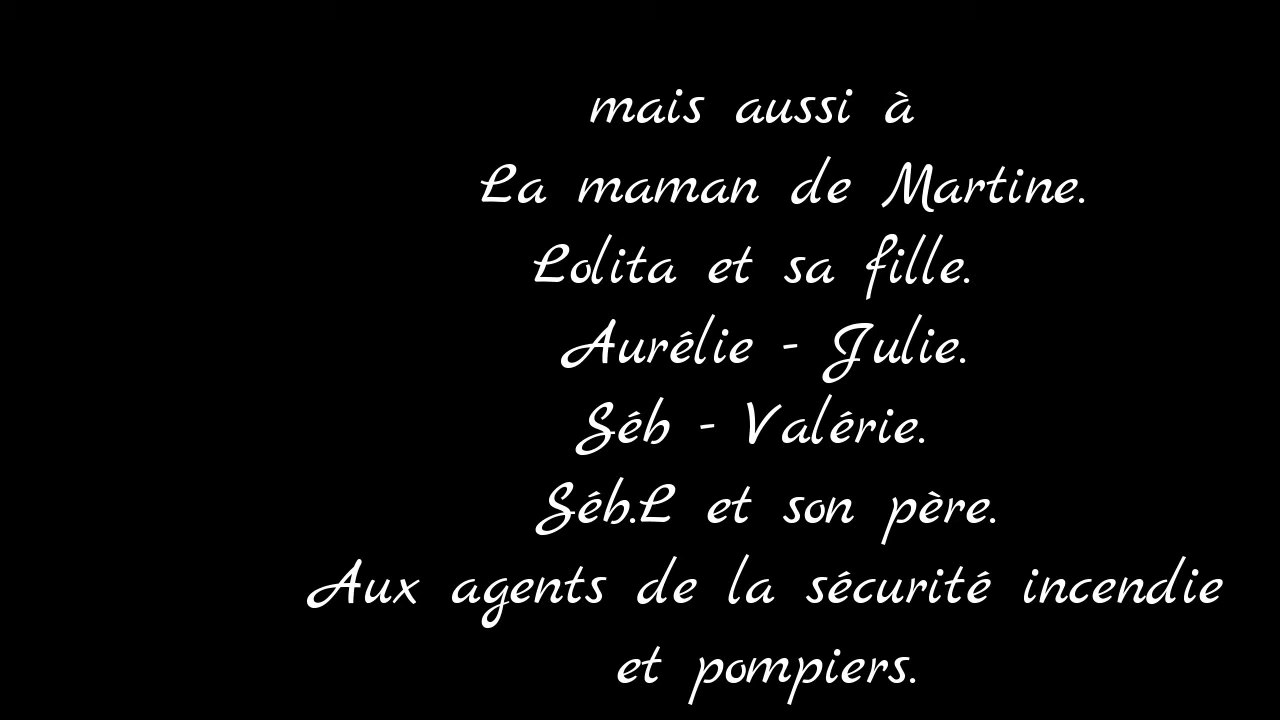 mais aussi à
La maman de Martine.
Lolita et sa fille.
Aurélie - Julie.
Séb - Valérie.
Séb.L et son père.
Aux agents de la sécurité incendie
et pompiers.